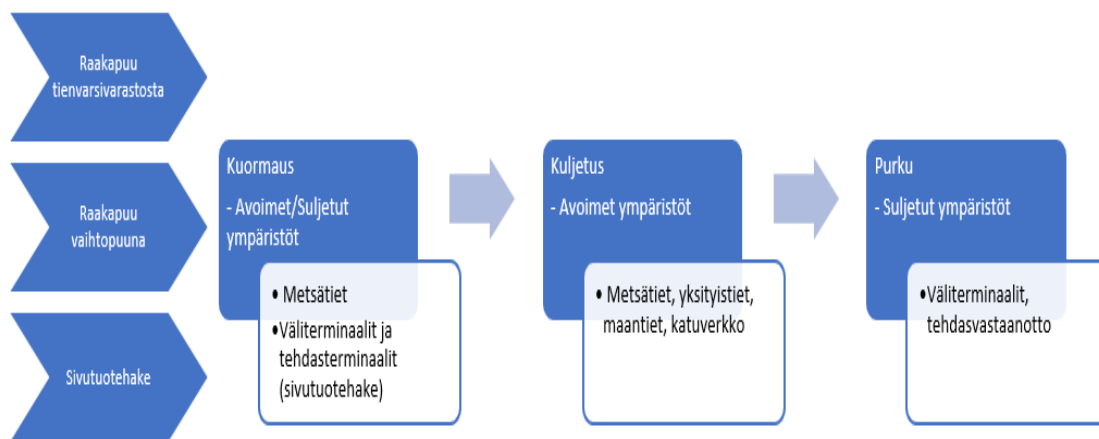 Raakapuu
tienvarsivarastosta
Raakapuu
vaihtopuuna
Sivutuotehake
Kuormaus
- Avoimet/Suljetut
ympäristöt
• Metsätiet
•Väliterminaalit ja
tehdasterminaalit
(sivutuotehake)
Kuljetus
- Avoimet ympäristöt
• Metsätiet, yksityistiet,
maantiet, katuverkko
Purku
- Suljetut ympäristöt
•Väliterminaalit,
tehdasvastaanotto